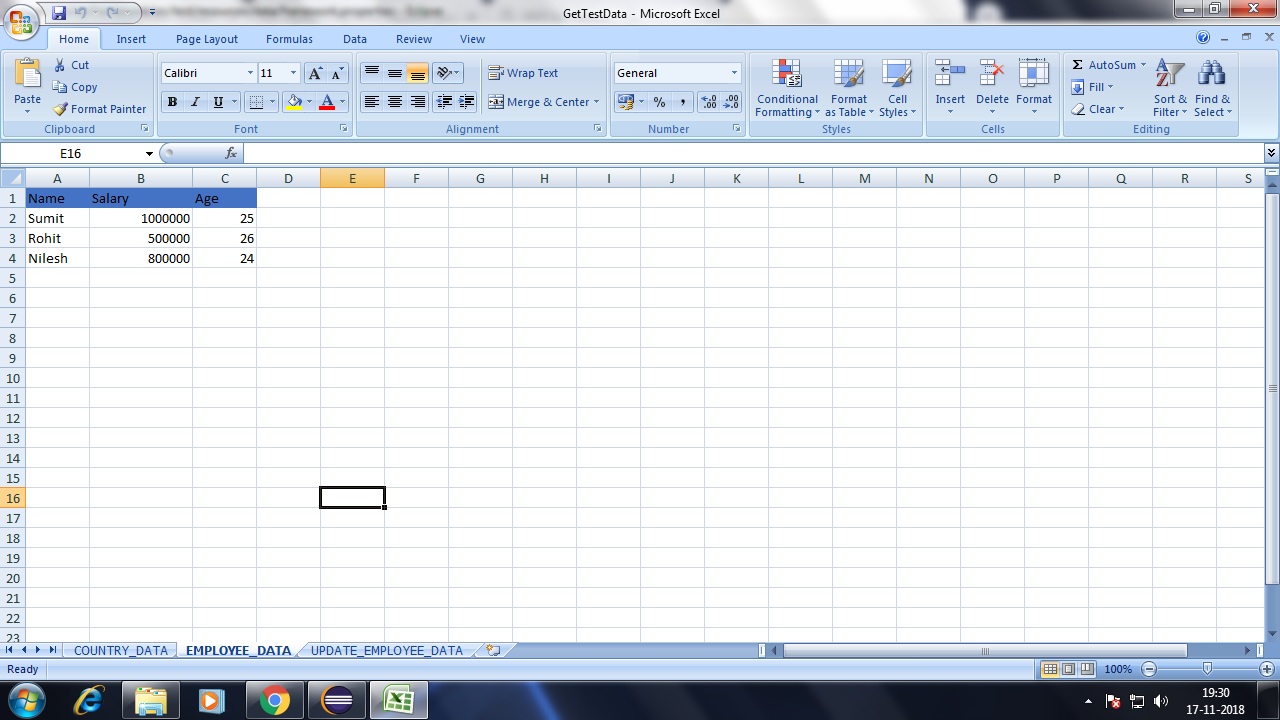 GetTestData - Microsoft Excel
Home Insert Page Layout Formulas Data Review View
Paste Cut Copy Format Painter
Clipboard
Calibri 11
B I U A
Font
Wrap Text
Merge & Center
Alignment
General
% ,
Number
Conditional Formatting Format as Table Cell Styles
Styles
Insert Delete Format
Cells
Σ AutoSum Fill Clear
Sort & Filter Find & Select
Editing
E16 fx
A B C D E F G H I J K L M N O P Q R S
1 Name Salary Age
2 Sumit 1000000 25
3 Rohit 500000 26
4 Nilesh 800000 24
5
6
7
8
9
10
11
12
13
14
15
16
17
18
19
20
21
22
23
COUNTRY_DATA EMPLOYEE_DATA UPDATE_EMPLOYEE_DATA
Ready 100%
19:30
17-11-2018